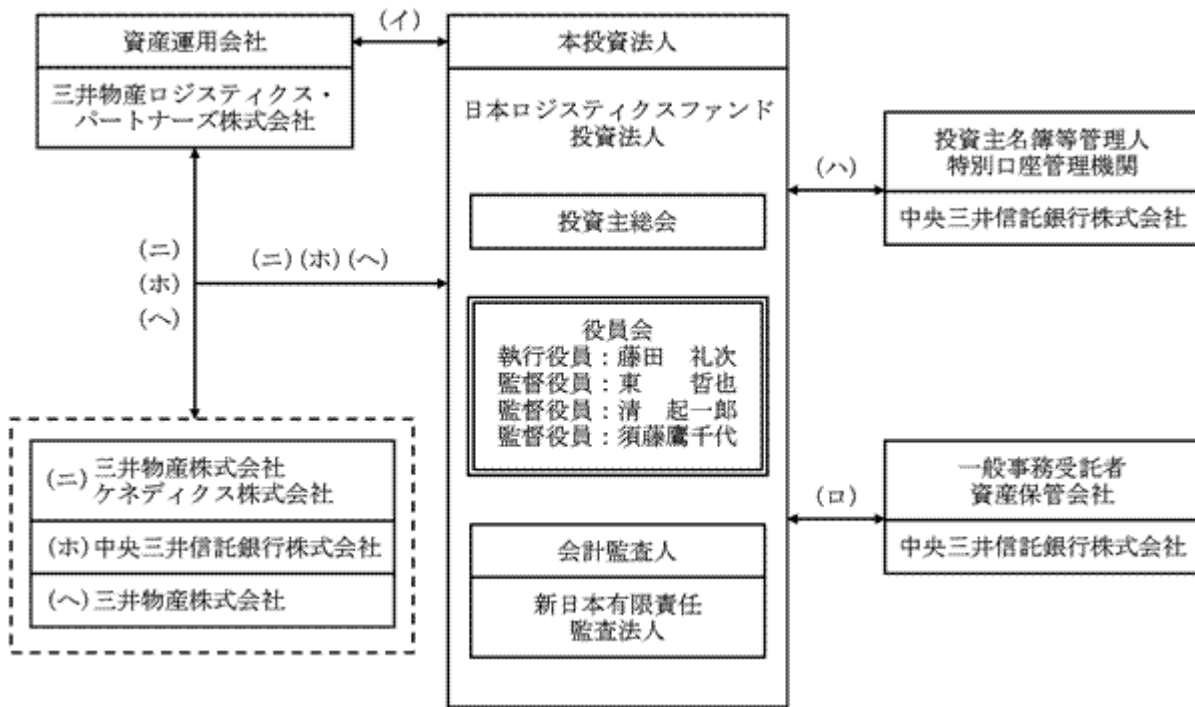 資産運用会社
三井物産ロジスティクス・
パートナーズ株式会社
(イ)
本投資法人
日本ロジスティクスファンド
投資法人
投資主総会
役員会
執行役員:藤田 礼次
監督役員:東 哲也
監督役員:清 起一郎
監督役員:須藤鷹千代
会計監査人
新日本有限責任
監査法人
(ハ)
投資主名簿等管理人
特別口座管理機関
中央三井信託銀行株式会社
(ロ)
一般事務受託者
資産保管会社
中央三井信託銀行株式会社
(ニ)
(ホ)
(ヘ)
(ニ)(ホ)(ヘ)
(ニ) 三井物産株式会社
ケネディクス株式会社
(ホ) 中央三井信託銀行株式会社
(ヘ) 三井物産株式会社